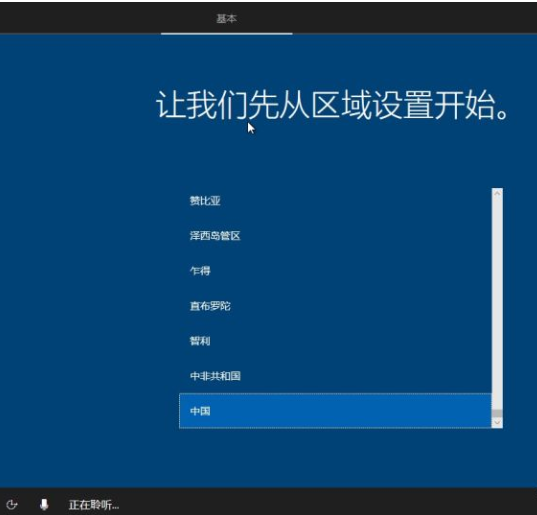 基本
让我们先从区域设置开始。
赞比亚
泽西岛管区
乍得
直布罗陀
智利
中非共和国
中国
正在聆听...